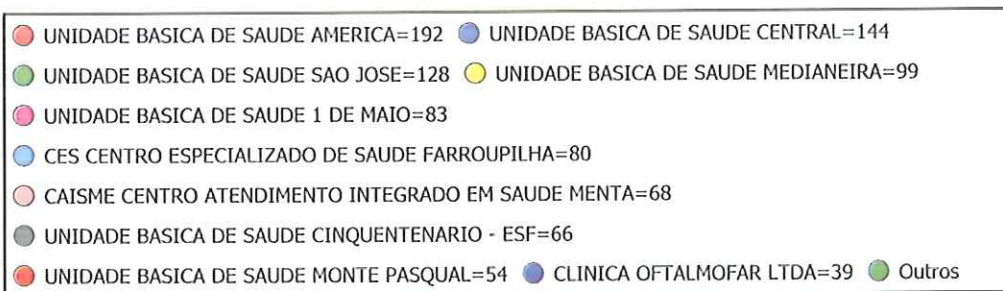 UNIDADE BASICA DE SAUDE AMERICA=192 UNIDADE BASICA DE SAUDE CENTRAL=144
UNIDADE BASICA DE SAUDE SAO JOSE=128 UNIDADE BASICA DE SAUDE MEDIANEIRA=99
UNIDADE BASICA DE SAUDE 1 DE MAIO=83
CES CENTRO ESPECIALIZADO DE SAUDE FARROUPILHA=80
CAISME CENTRO ATENDIMENTO INTEGRADO EM SAUDE MENTA=68
UNIDADE BASICA DE SAUDE CINQUENTENARIO - ESF=66
UNIDADE BASICA DE SAUDE MONTE PASQUAL=54 CLINICA OFTALMOFAR LTDA=39 Outros